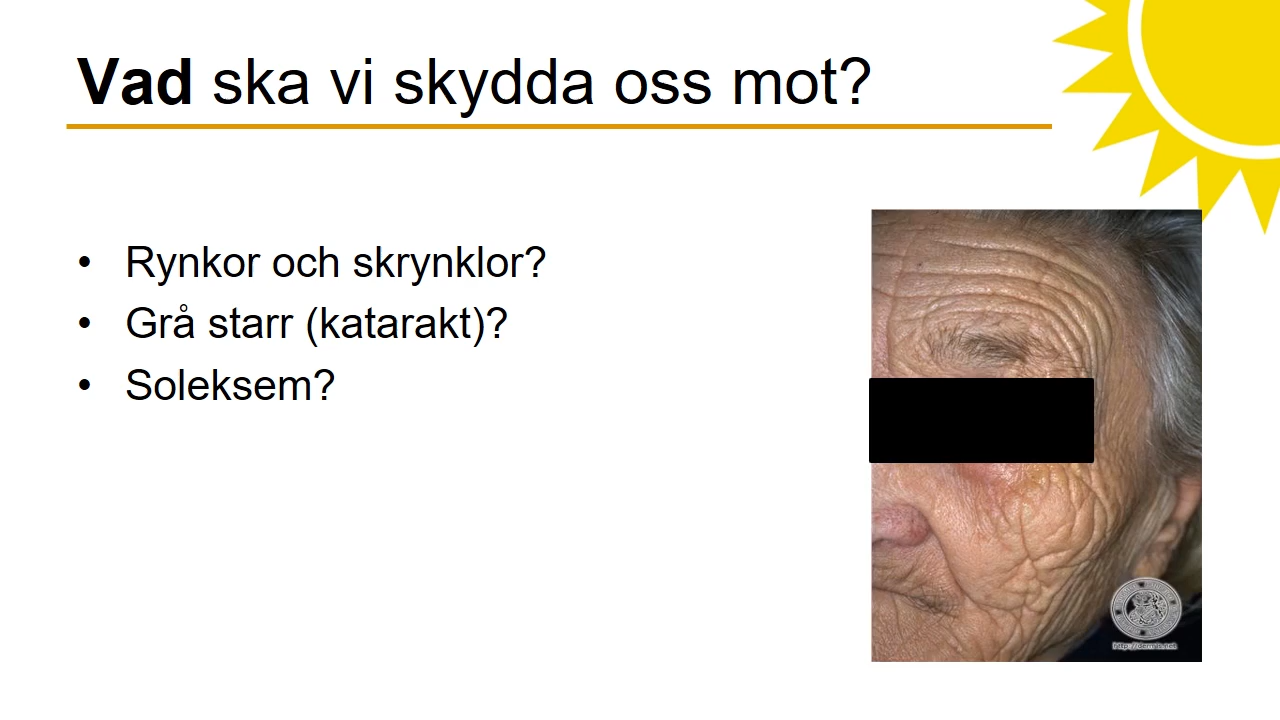 Vad ska vi skydda oss mot?
• Rynkor och skrynklor?
• Grå starr (katarakt)?
• Soleksem?